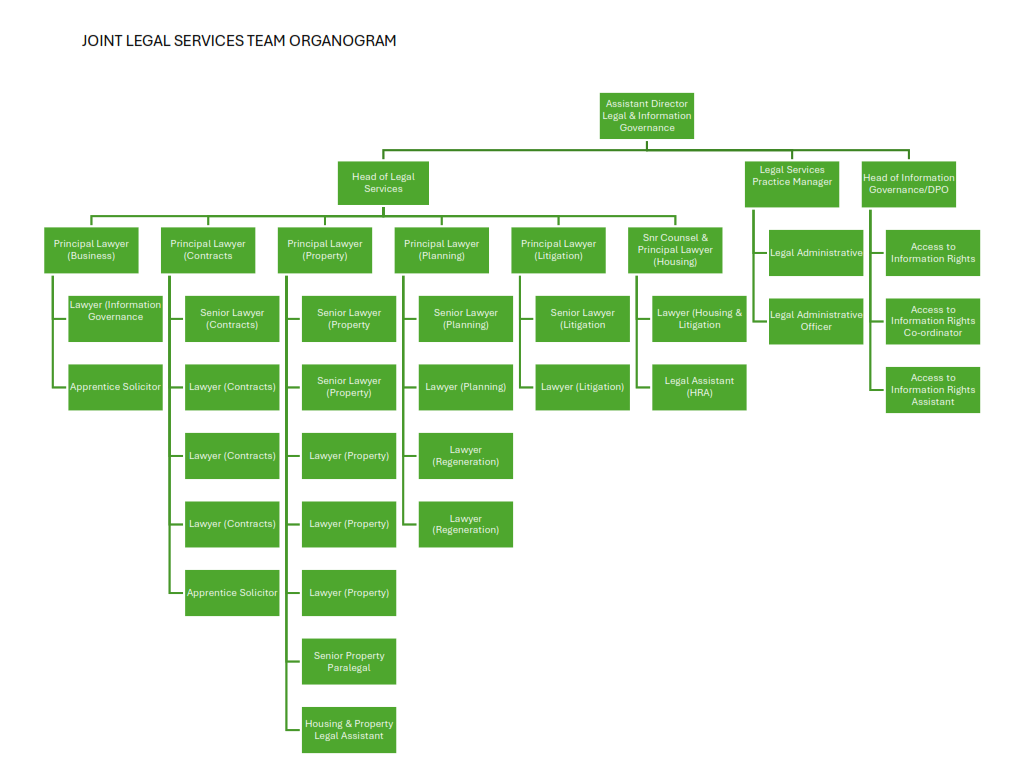 JOINT LEGAL SERVICES TEAM ORGANOGRAM
Assistant Director
Legal & Information
Governance
Head of Legal
Services
Legal Services
Practice Manager
Head of Information
Governance/DPO
Principal Lawyer
(Business)
Principal Lawyer
(Contracts
Principal Lawyer
(Property)
Principal Lawyer
(Planning)
Principal Lawyer
(Litigation)
Snr Counsel &
Principal Lawyer
(Housing)
Lawyer (Information
Governance
Apprentice Solicitor
Senior Lawyer
(Contracts)
Lawyer (Contracts)
Lawyer (Contracts)
Lawyer (Contracts)
Apprentice Solicitor
Senior Lawyer
(Property
Senior Lawyer
(Property)
Lawyer (Property)
Lawyer (Property)
Lawyer (Property)
Senior Property
Paralegal
Housing & Property
Legal Assistant
Senior Lawyer
(Planning)
Lawyer (Planning)
Lawyer
(Regeneration)
Lawyer
(Regeneration)
Senior Lawyer
(Litigation
Lawyer (Litigation)
Lawyer (Housing &
Litigation
Legal Assistant
(HRA)
Legal Administrative
Legal Administrative
Officer
Access to
Information Rights
Access to
Information Rights
Co-ordinator
Access to
Information Rights
Assistant